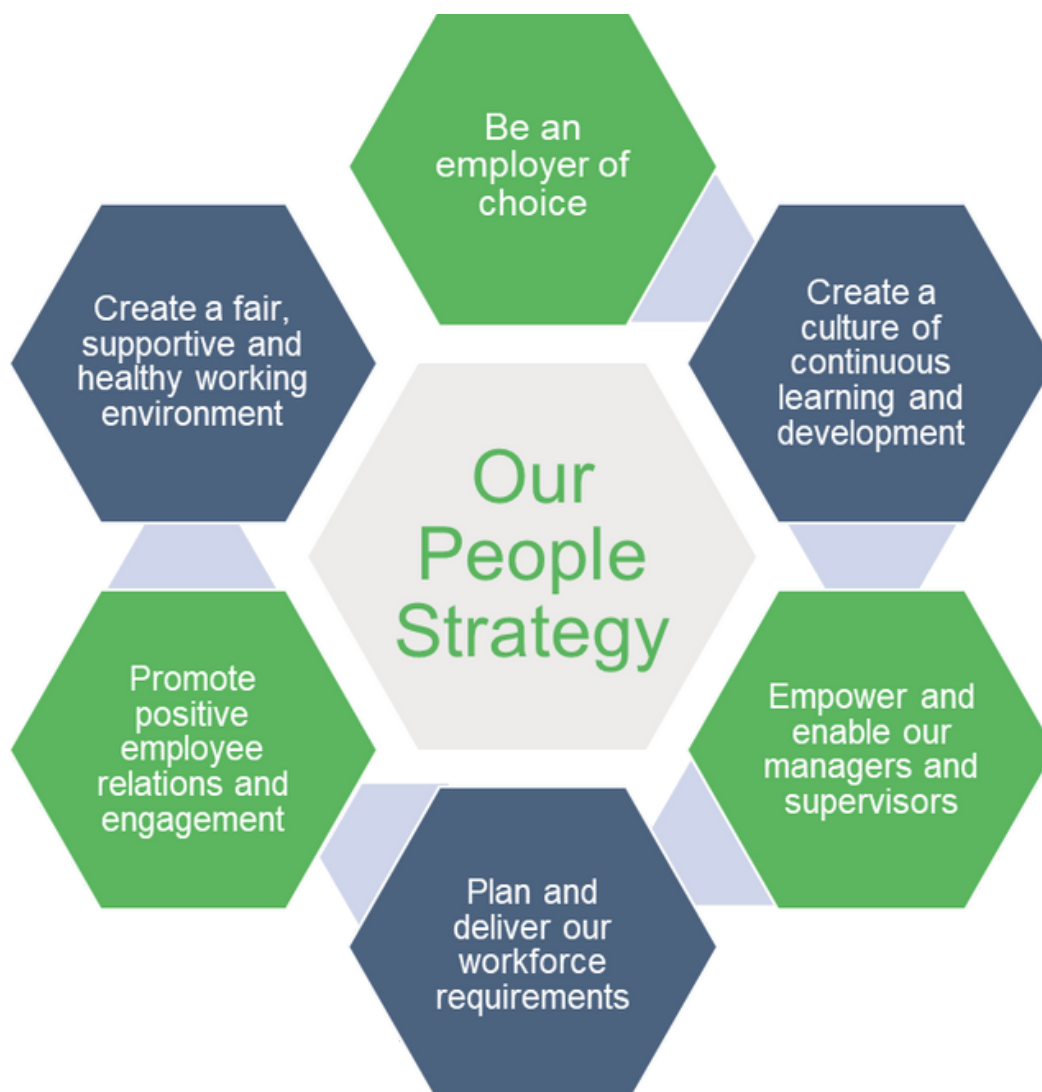 Be an
employer of
choice
Create a
culture of
continuous
learning and
development
Empower and
enable our
managers and
supervisors
Plan and
deliver our
workforce
requirements
Promote
positive
employee
relations and
engagement
Create a fair,
supportive and
healthy working
environment
Our
People
Strategy